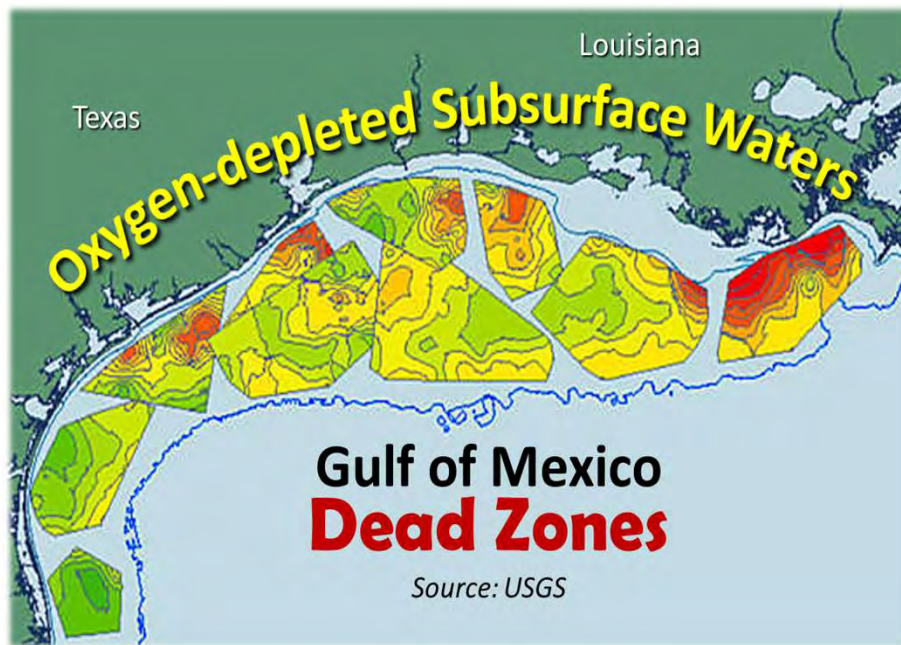 Louisiana
Texas
Oxygen-depleted Subsurface Waters
Gulf of Mexico
Dead Zones
Source: USGS